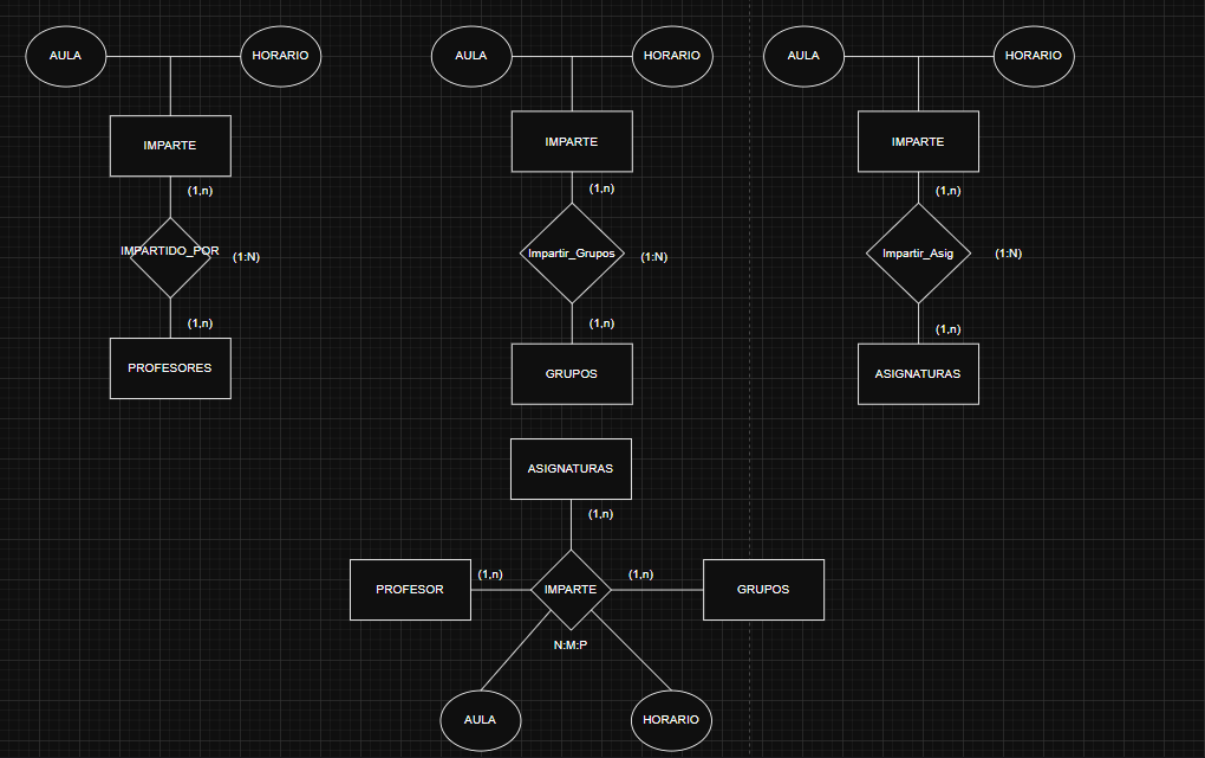 AULA
HORARIO
AULA
HORARIO
AULA
HORARIO
IMPARTE
IMPARTE
IMPARTE
(1,n)
(1,n)
(1,n)
IMPARTIDO_POR
(1:N)
Impartir_Grupos
(1:N)
Impartir_Asig
(1:N)
(1,n)
(1,n)
(1,n)
PROFESORES
GRUPOS
ASIGNATURAS
ASIGNATURAS
(1,n)
(1,n)
(1,n)
PROFESOR
IMPARTE
GRUPOS
N:M:P
AULA
HORARIO